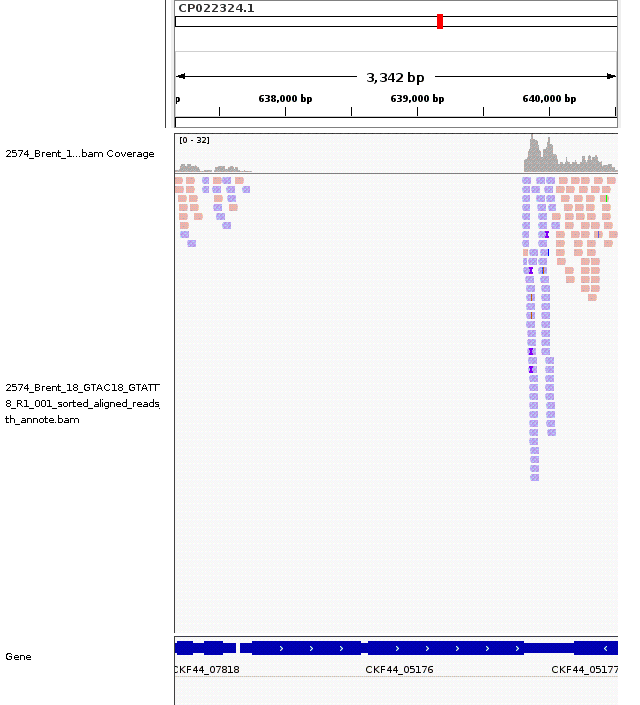 CP022324.1
3,342 bp
p
638,000 bp
639,000 bp
640,000 bp
[0 - 32]
2574_Brent_1...bam Coverage
2574_Brent_18_GTAC18_GTATT
8_R1_001_sorted_aligned_reads_
th_annote.bam
Gene
CKF44_07818
CKF44_05176
CKF44_05177